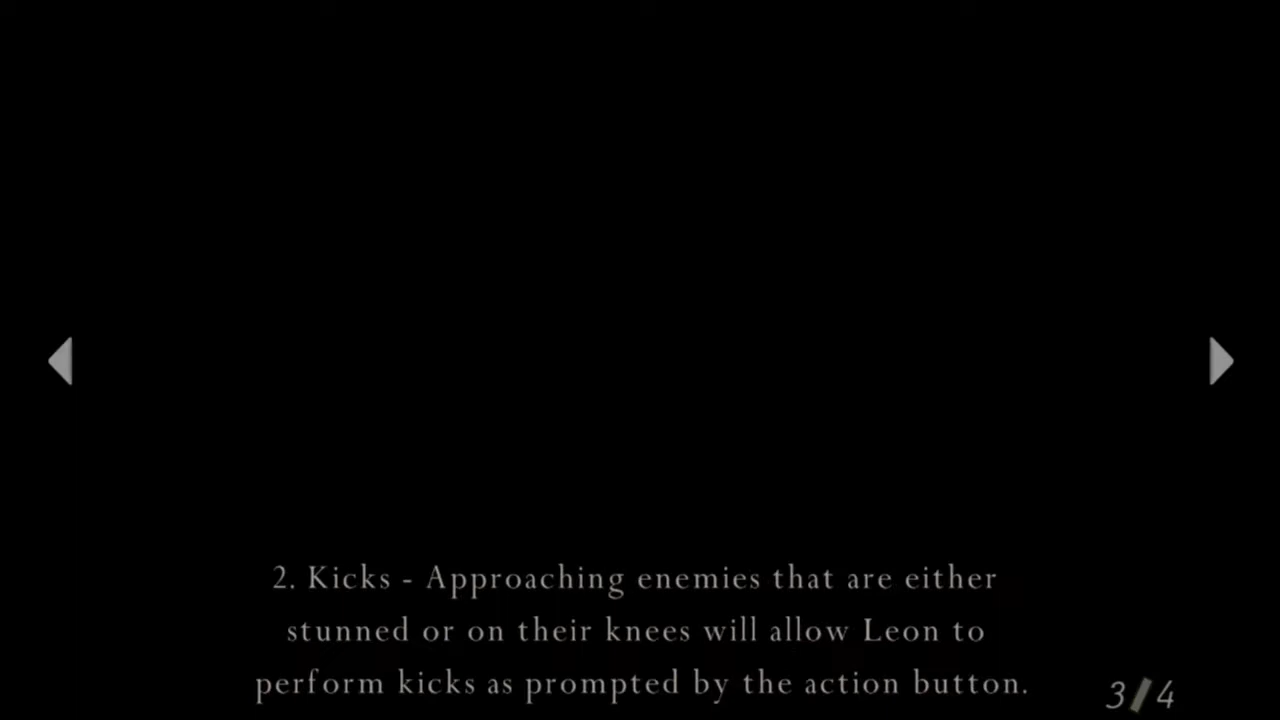 2. Kicks - Approaching enemies that are either
stunned or on their knees will allow Leon to
perform kicks as prompted by the action button.
3/4